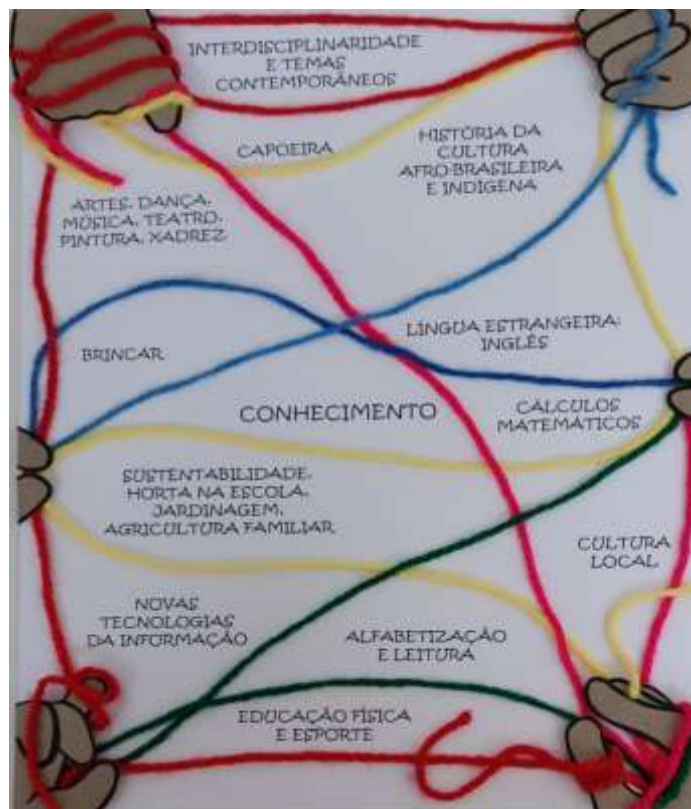 INTERDISCIPLINARIDADE
E TEMAS
CONTEMPORÂNEOS
CAPOEIRA
HISTÓRIA DA
CULTURA
AFRO-BRASILEIRA
E INDIGENA
ARTES, DANÇA,
MÚSICA, TEATRO,
PINTURA, XADREZ
LÍNGUA ESTRANGEIRA:
INGLÊS
BRINCAR
CONHECIMENTO
CÁLCULOS
MATEMÁTICOS
SUSTENTABILIDADE,
HORTA NA ESCOLA,
JARDINAGEM,
AGRICULTURA FAMILIAR
CULTURA
LOCAL
NOVAS
TECNOLOGIAS
DA INFORMAÇÃO
ALFABETIZAÇÃO
E LEITURA
EDUCAÇÃO FÍSICA
E ESPORTE